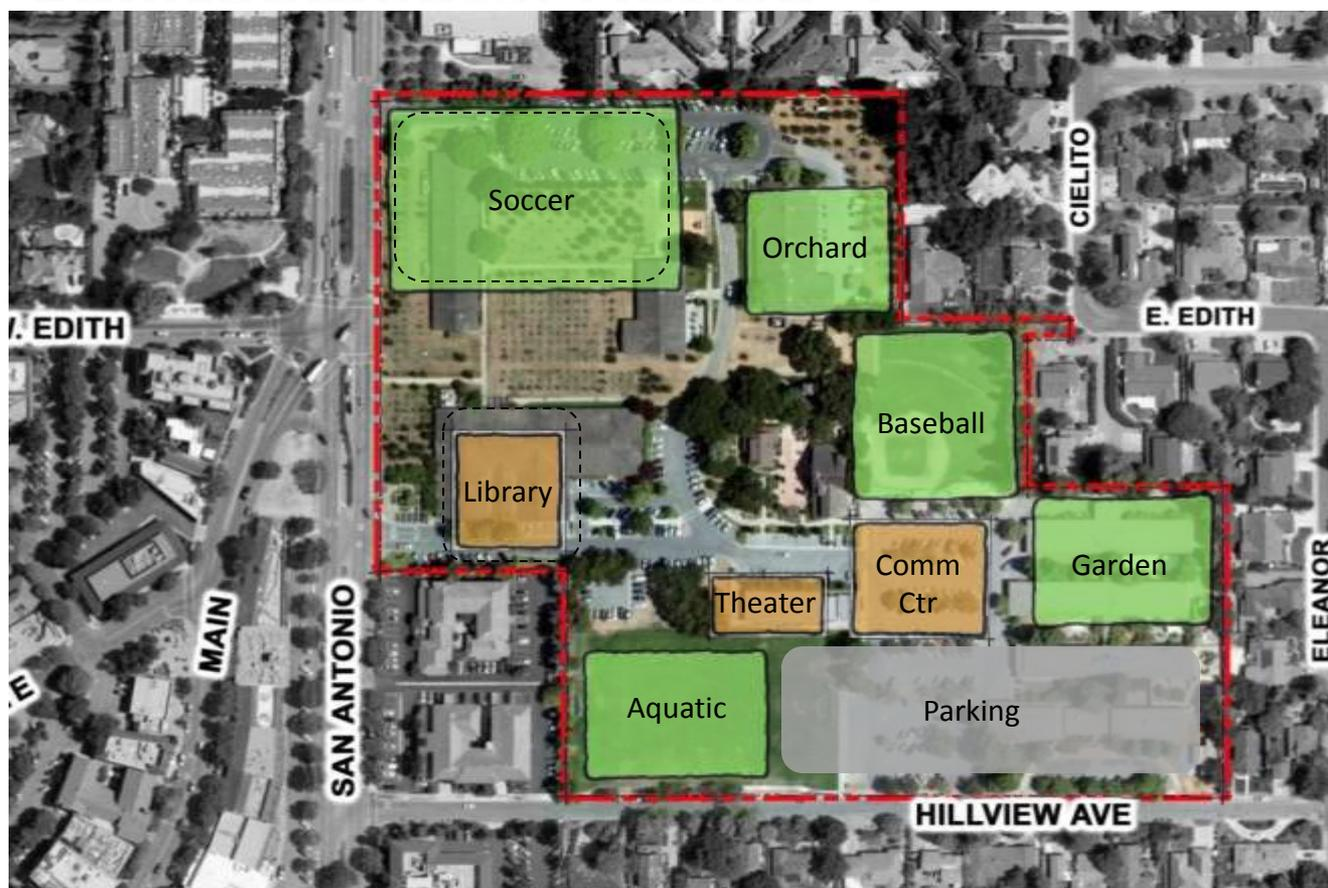 Soccer
Orchard
CIELITO
. EDITH
E. EDITH
Baseball
Library
Comm
Ctr
Garden
Theater
ELEANOR
MAIN
SAN ANTONIO
E
Aquatic
Parking
HILLVIEW AVE